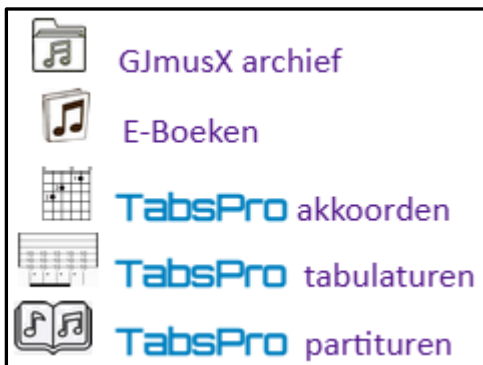 GJmusX archief
E-Boeken
TabsPro akkoorden
TabsPro tabulaturen
TabsPro partituren